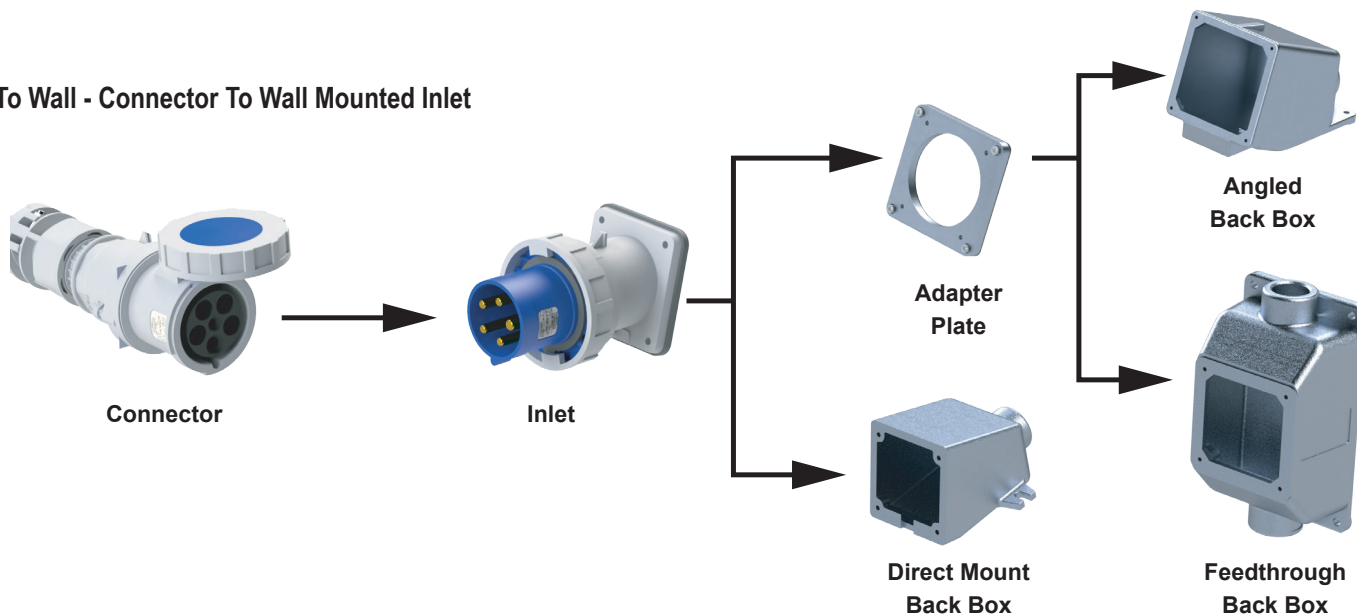 To Wall - Connector To Wall Mounted Inlet
Connector
Inlet
Adapter
Plate
Angled
Back Box
Direct Mount
Back Box
Feedthrough
Back Box